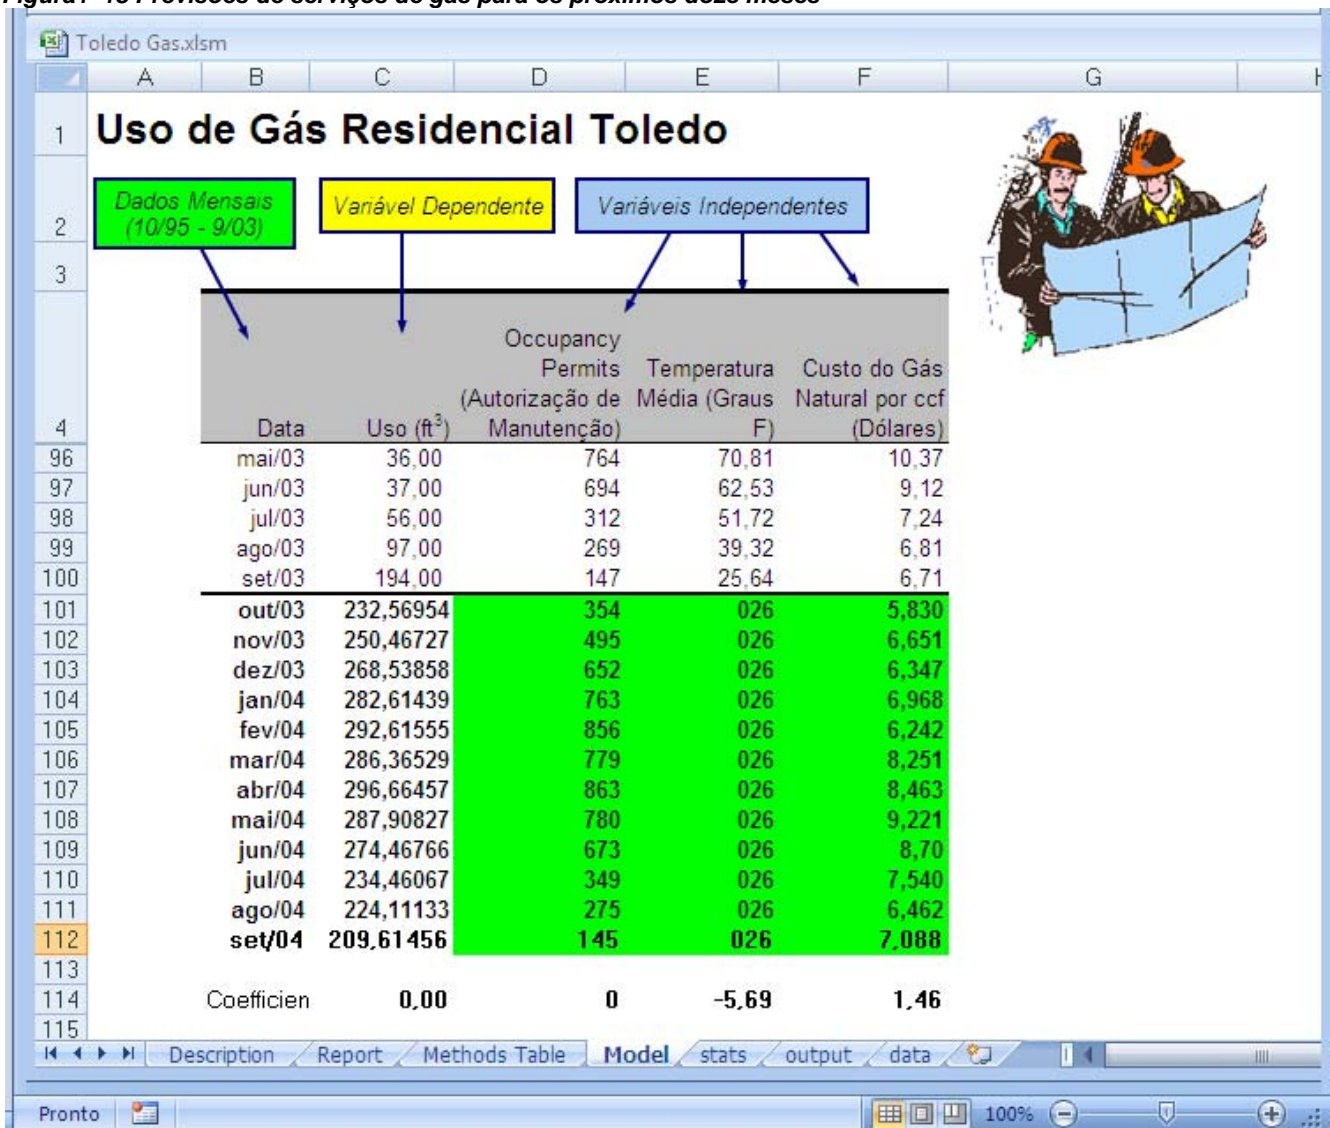 Toledo Gas.xlsm
A B C D E F G H
1 Uso de Gás Residencial Toledo
2 Dados Mensais Variável Dependente Variáveis Independentes
(10/95 - 9/03)
3
Occupancy
Permits Temperatura Custo do Gás
(Autorização de Média (Graus Natural por ccf
4 Data Uso (ft³) Manutenção) F) (Dólares)
96 mai/03 36,00 764 70,81 10,37
97 jun/03 37,00 694 62,53 9,12
98 jul/03 56,00 312 51,72 7,24
99 ago/03 97,00 269 39,32 6,81
100 set/03 194,00 147 25,64 6,71
101 out/03 232,56954 354 026 5,830
102 nov/03 250,46727 495 026 6,651
103 dez/03 268,53858 652 026 6,347
104 jan/04 282,61439 763 026 6,968
105 fev/04 292,61555 856 026 6,242
106 mar/04 286,36529 779 026 8,251
107 abr/04 296,66457 863 026 8,463
108 mai/04 287,90827 780 026 9,221
109 jun/04 274,46766 673 026 8,70
110 jul/04 234,46067 349 026 7,540
111 ago/04 224,11133 275 026 6,462
112 set/04 209,61456 145 026 7,088
113
114 Coefficien 0,00 0 -5,69 1,46
115
Description Report Methods Table Model stats output data
Pronto 100%